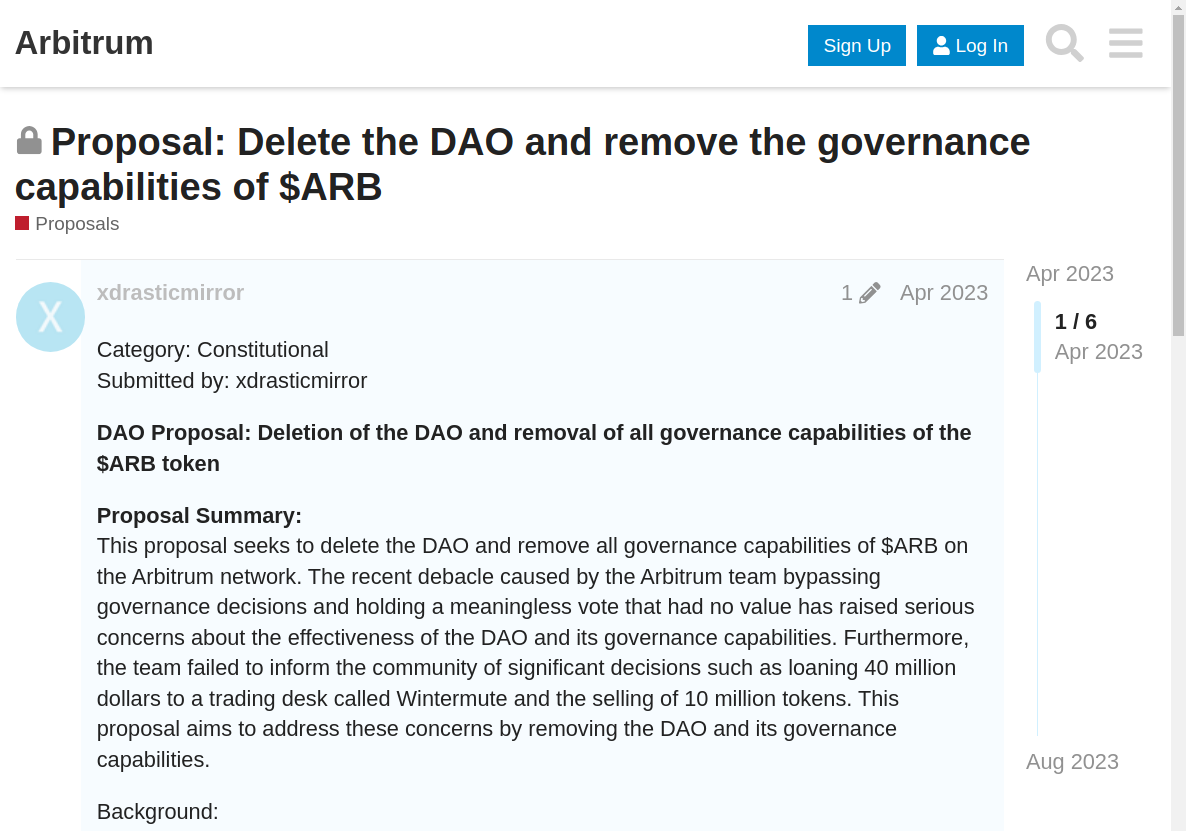 Arbitrum
Sign Up
Log In
Proposal: Delete the DAO and remove the governance
capabilities of $ARB
Proposals
X
xdrasticmirror
1
Apr 2023
Category: Constitutional
Submitted by: xdrasticmirror
DAO Proposal: Deletion of the DAO and removal of all governance capabilities of the
$ARB token
Proposal Summary:
This proposal seeks to delete the DAO and remove all governance capabilities of $ARB on
the Arbitrum network. The recent debacle caused by the Arbitrum team bypassing
governance decisions and holding a meaningless vote that had no value has raised serious
concerns about the effectiveness of the DAO and its governance capabilities. Furthermore,
the team failed to inform the community of significant decisions such as loaning 40 million
dollars to a trading desk called Wintermute and the selling of 10 million tokens. This
proposal aims to address these concerns by removing the DAO and its governance
capabilities.
Background:
Apr 2023
1 / 6
Apr 2023
Aug 2023